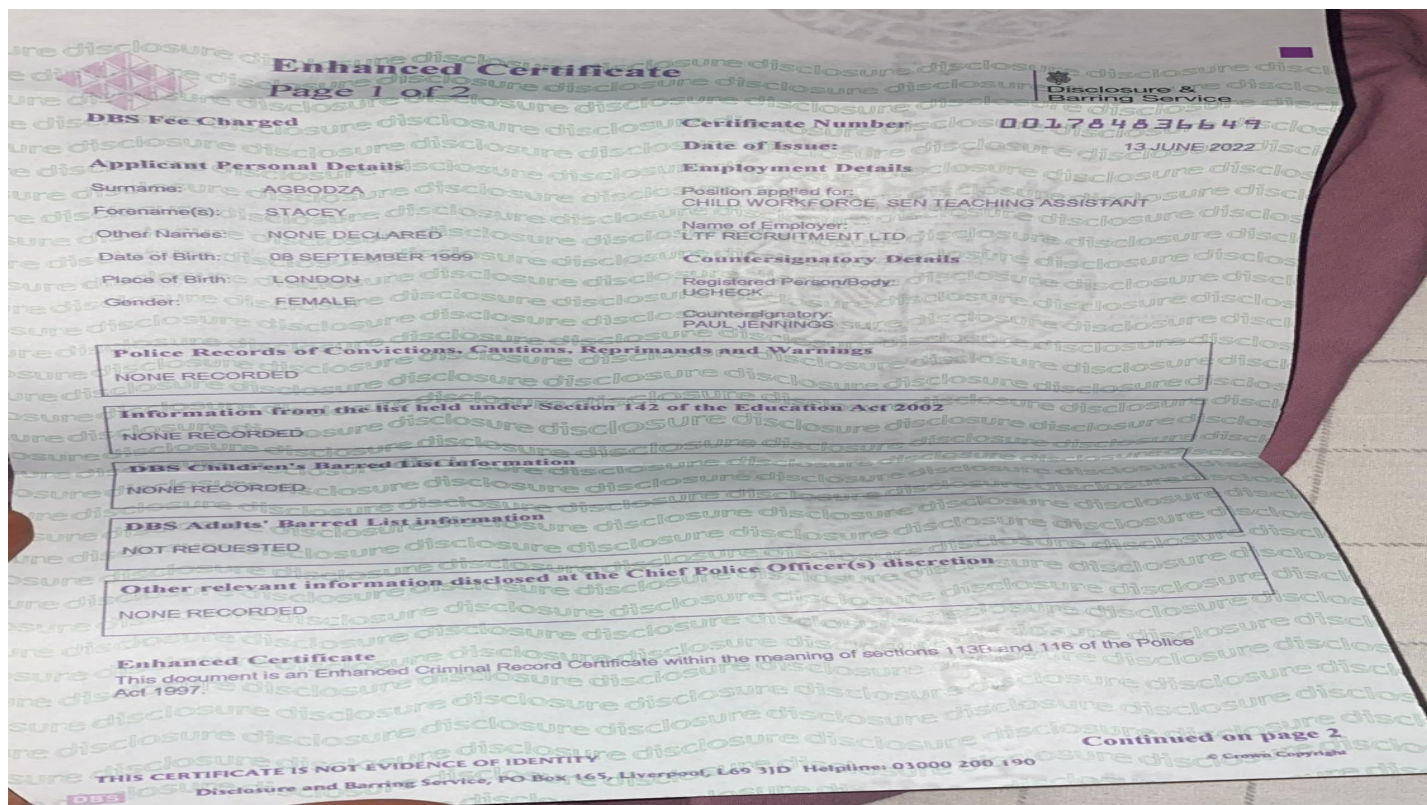 Enhanced Certificate
Page 1 of 2
Disclosure &
Barring Service
DBS Fee Charged
Certificate Number 001784836649
Date of Issue: 13 JUNE 2022
Applicant Personal Details
Surname: AGBODZA
Forename(s): STACEY
Other Names: NONE DECLARED
Date of Birth: 08 SEPTEMBER 1999
Place of Birth: LONDON
Gender: FEMALE
Employment Details
Position applied for:
CHILD WORKFORCE SEN TEACHING ASSISTANT
Name of Employer:
LTF RECRUITMENT LTD
Countersignatory Details
Registered Person/Body:
UCHECK
Countersignatory:
PAUL JENNINGS
Police Records of Convictions, Cautions, Reprimands and Warnings
NONE RECORDED
Information from the list held under Section 142 of the Education Act 2002
NONE RECORDED
DBS Children's Barred List information
NONE RECORDED
DBS Adults' Barred List information
NOT REQUESTED
Other relevant information disclosed at the Chief Police Officer(s) discretion
NONE RECORDED
Enhanced Certificate
This document is an Enhanced Criminal Record Certificate within the meaning of sections 113B and 116 of the Police
Act 1997.
Continued on page 2
THIS CERTIFICATE IS NOT EVIDENCE OF IDENTITY
© Crown Copyright
Disclosure and Barring Service, PO Box 165, Liverpool, L69 3JD Helpline: 03000 200 190
DBS